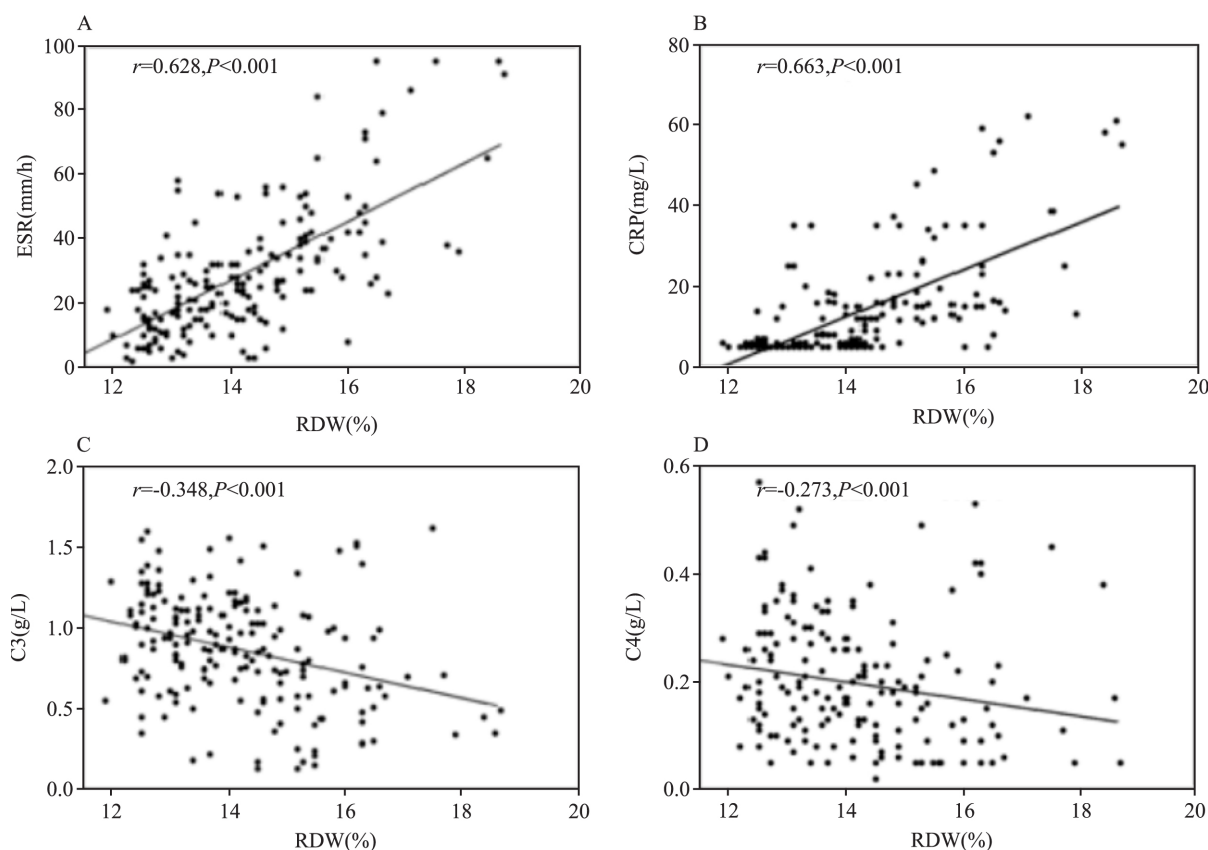 A
r=0.628,P<0.001
100
80
60
40
20
0
ESR(mm/h)
12 14 16 18 20
RDW(%)
B
r=0.663,P<0.001
80
60
40
20
0
CRP(mg/L)
12 14 16 18 20
RDW(%)
C
r=-0.348,P<0.001
2.0
1.5
1.0
0.5
0.0
C3(g/L)
12 14 16 18 20
RDW(%)
D
r=-0.273,P<0.001
0.6
0.4
0.2
0.0
C4(g/L)
12 14 16 18 20
RDW(%)